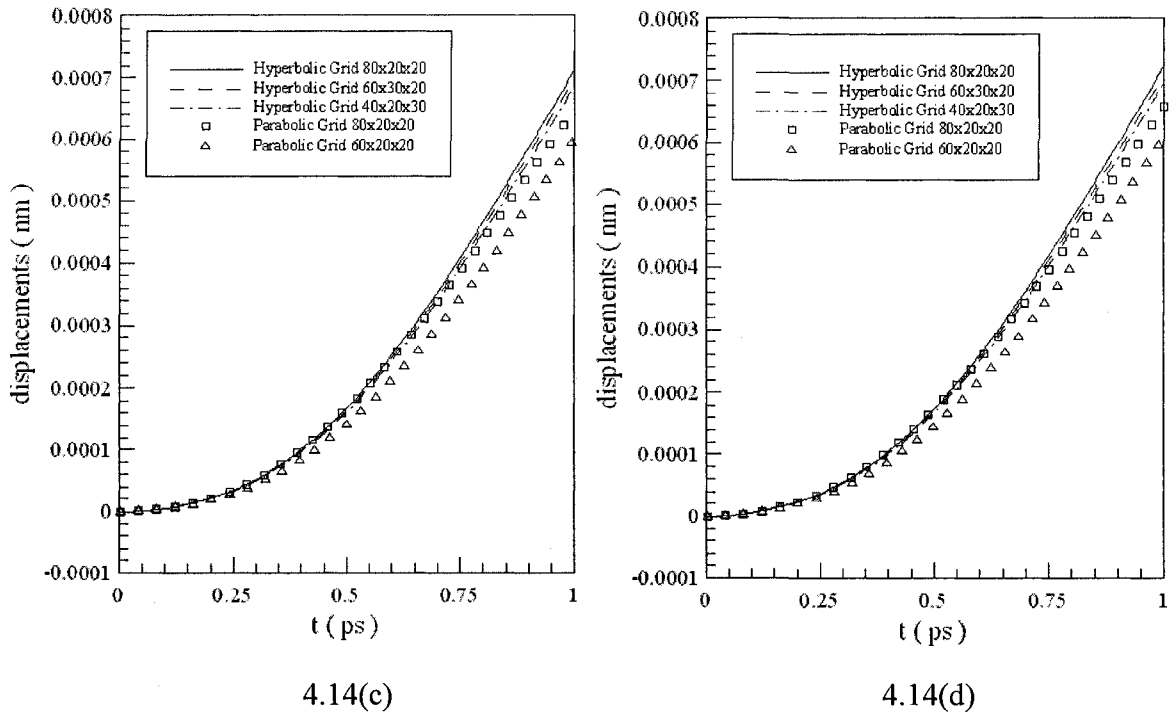 0.0008
0.0007
0.0006
0.0005
0.0004
0.0003
0.0002
0.0001
0
-0.0001
displacements ( nm )
Hyperbolic Grid 80x20x20
Hyperbolic Grid 60x30x20
Hyperbolic Grid 40x20x30
Parabolic Grid 80x20x20
Parabolic Grid 60x20x20
0
0.25
0.5
0.75
1
t ( ps )
4.14(c)
0.0008
0.0007
0.0006
0.0005
0.0004
0.0003
0.0002
0.0001
0
-0.0001
displacements ( nm )
Hyperbolic Grid 80x20x20
Hyperbolic Grid 60x30x20
Hyperbolic Grid 40x20x30
Parabolic Grid 80x20x20
Parabolic Grid 60x20x20
0
0.25
0.5
0.75
1
t ( ps )
4.14(d)